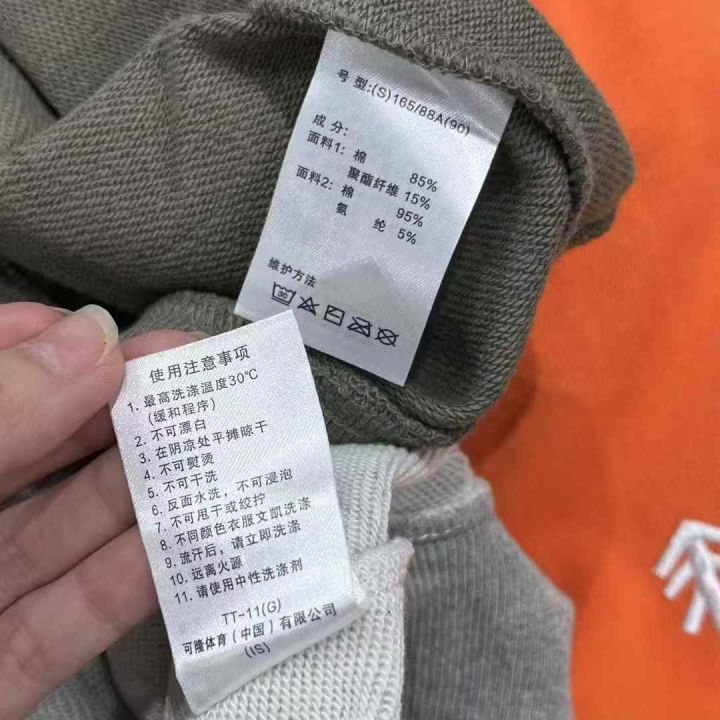 号 型:(S)165/88A(90)
成 分:
面料1: 棉 85%
聚酯纤维 15%
面料2: 棉 95%
氨 纶 5%
维护方法
30
使用注意事项
1. 最高洗涤温度30℃
(缓和程序)
2. 不可漂白
3. 在阴凉处平摊晾干
4. 不可熨烫
5. 不可干洗
6. 反面水洗，不可浸泡
7. 不可甩干或绞拧
8. 不同颜色衣服文凯洗涤
9. 流汗后，请立即洗涤
10. 远离火源
11. 请使用中性洗涤剂
TT-11(G)
可隆体育（中国）有限公司
(IS)